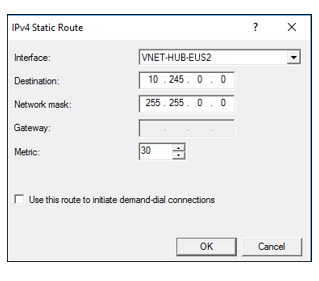 IPv4 Static Route ? ×
Interface: VNET-HUB-EUS2
Destination: 10 . 245 . 0 . 0
Network mask: 255 . 255 . 0 . 0
Gateway: . . .
Metric: 30
Use this route to initiate demand-dial connections
OK Cancel